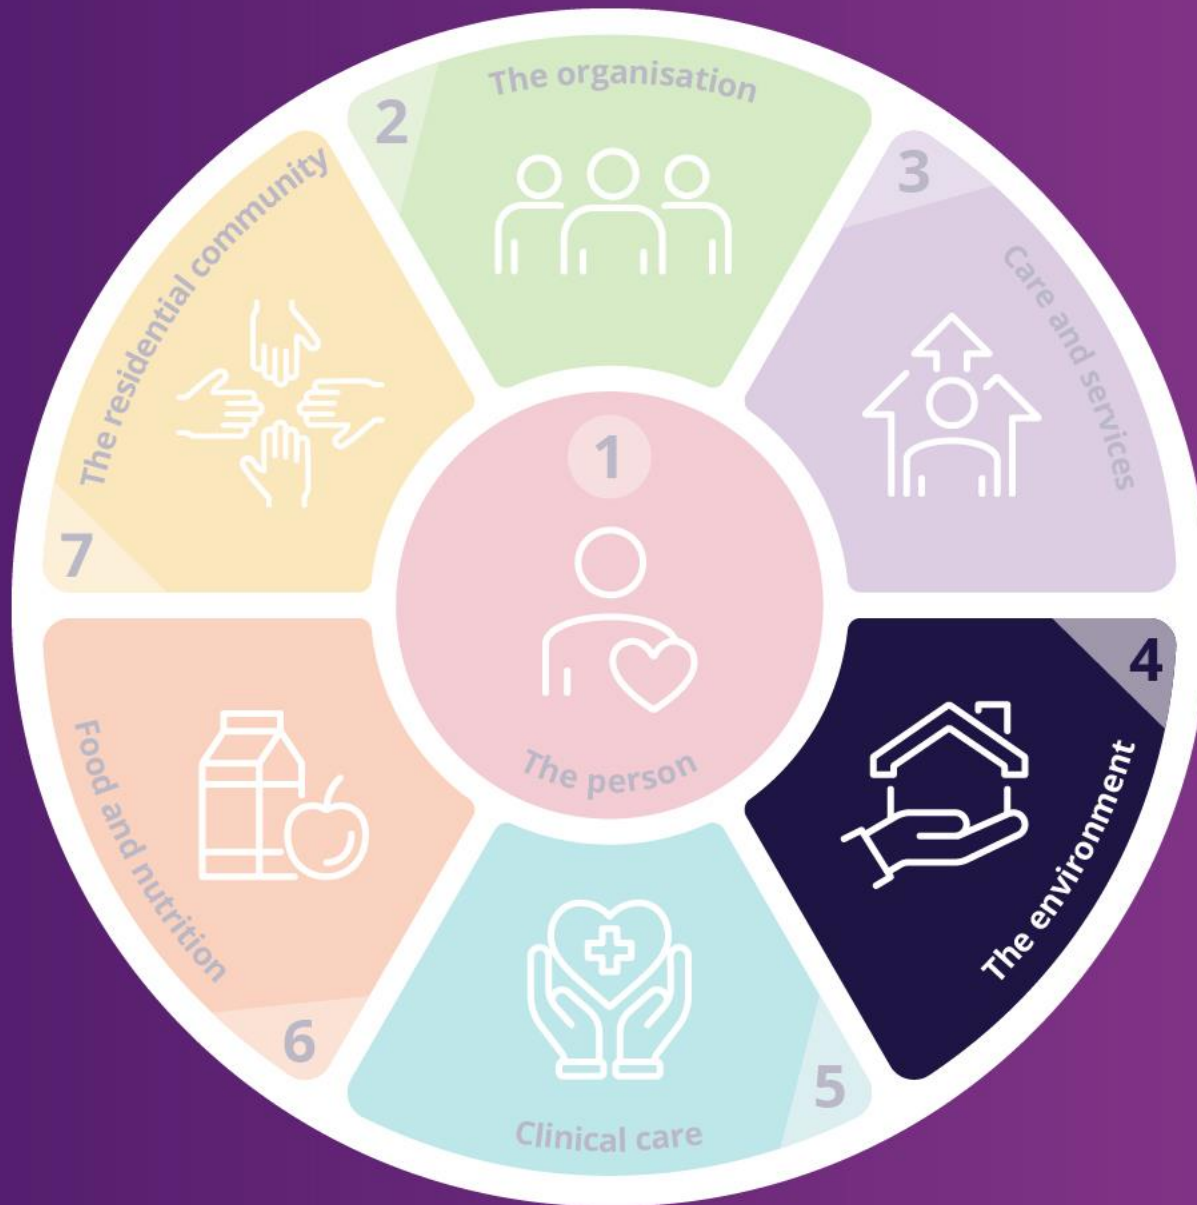 1
The person
2
The organisation
3
Care and services
4
The environment
5
Clinical care
6
Food and nutrition
7
The residential community